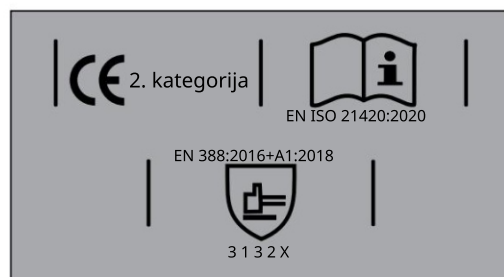 CE 2. kategorija
EN ISO 21420:2020
EN 388:2016+A1:2018
3 1 3 2 X